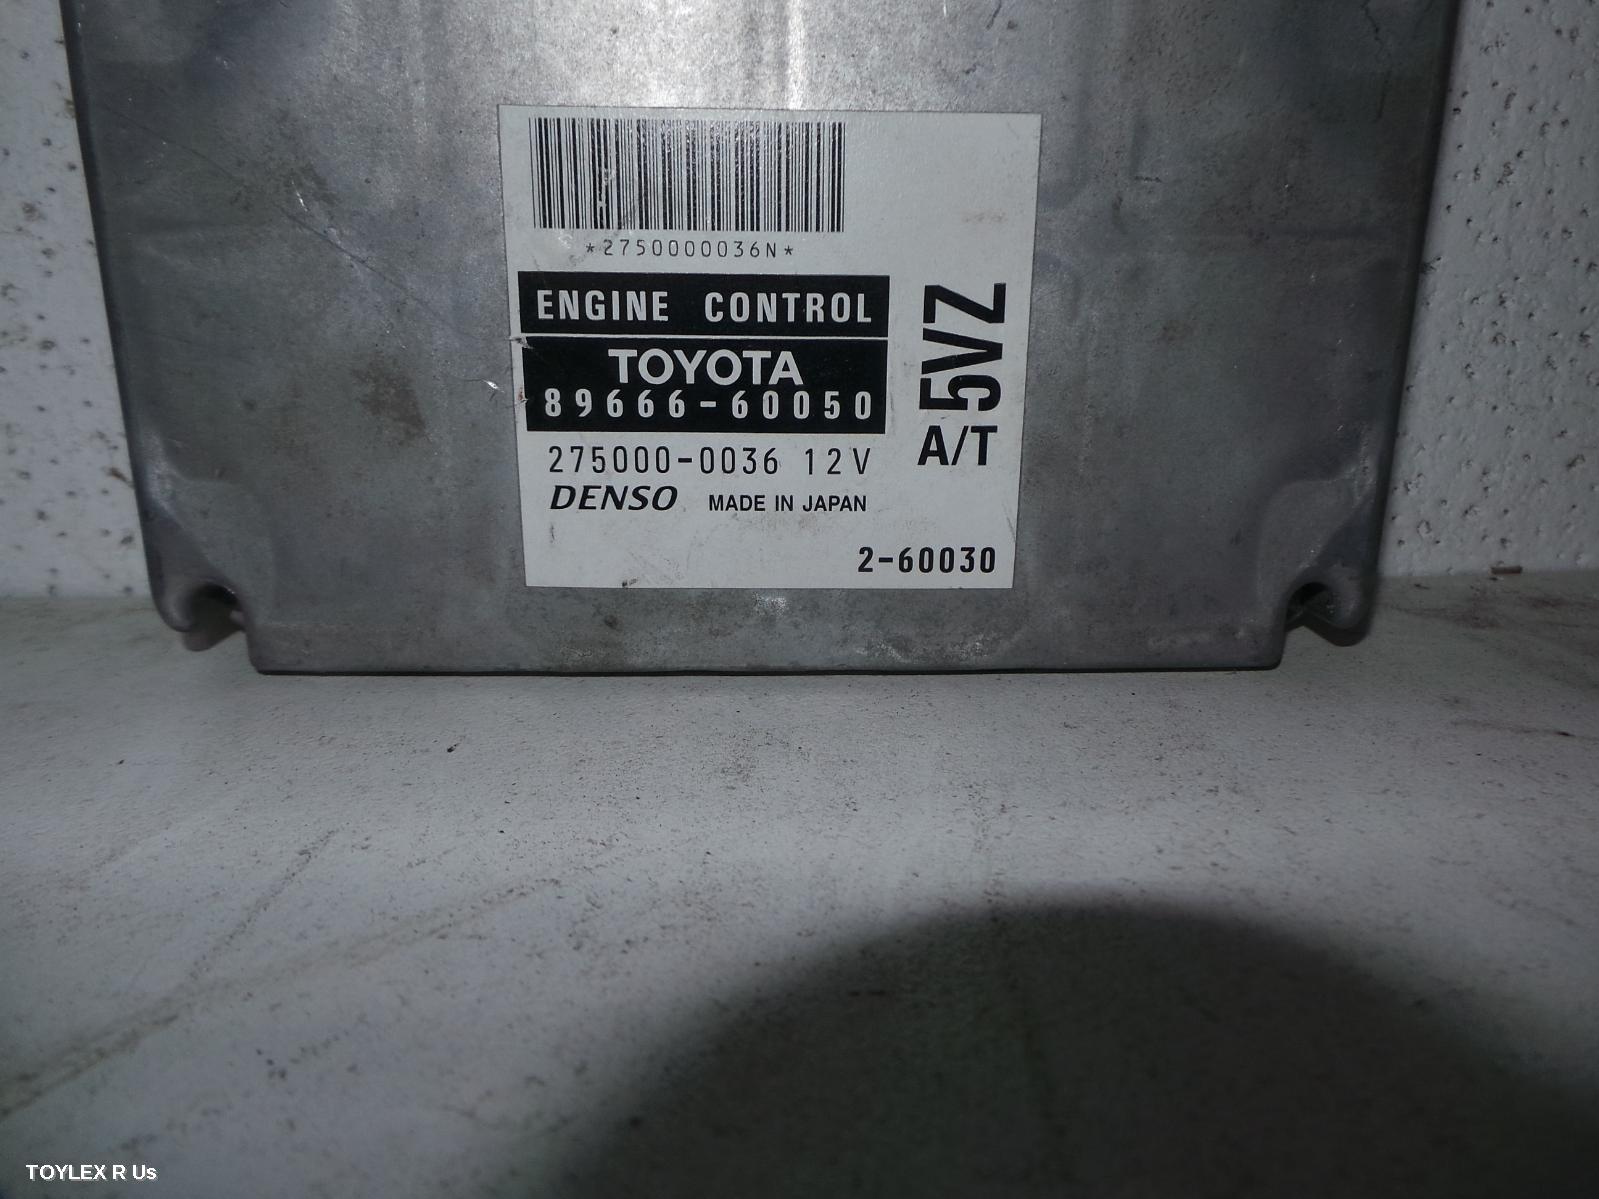 *2750000036N*
ENGINE CONTROL
TOYOTA
89666-60050
275000-0036 12V
DENSO MADE IN JAPAN
5VZ
A/T
2-60030
TOYLEX R Us